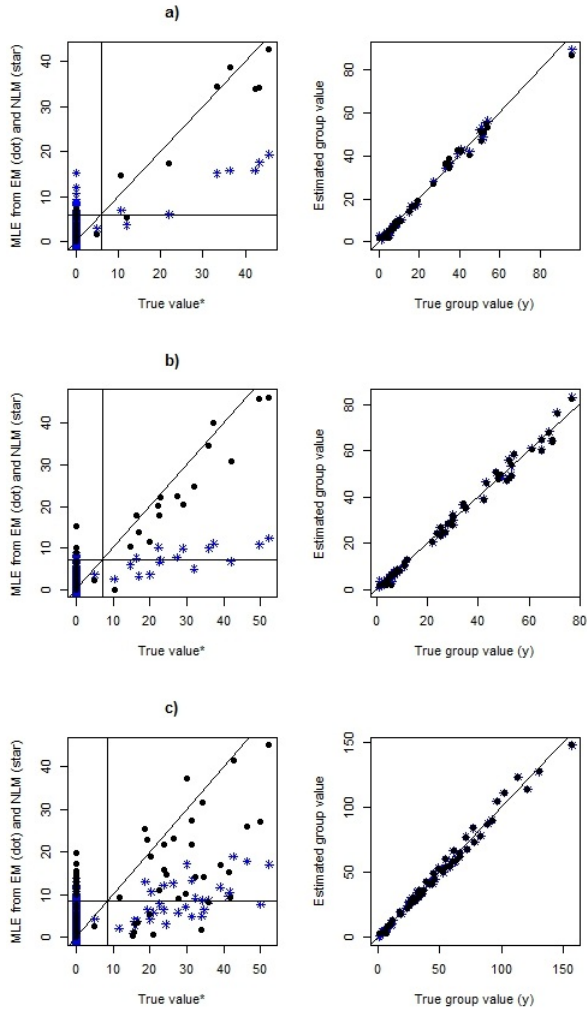 a)
MLE from EM (dot) and NLM (star)
0 10 20 30 40
0 10 20 30 40
True value*
Estimated group value
0 20 40 60 80
0 20 40 60 80
True group value (y)
b)
MLE from EM (dot) and NLM (star)
0 10 20 30 40
0 10 20 30 40 50
True value*
Estimated group value
0 20 40 60 80
0 20 40 60 80
True group value (y)
c)
MLE from EM (dot) and NLM (star)
0 10 20 30 40
0 10 20 30 40 50
True value*
Estimated group value
0 50 100 150
0 50 100 150
True group value (y)